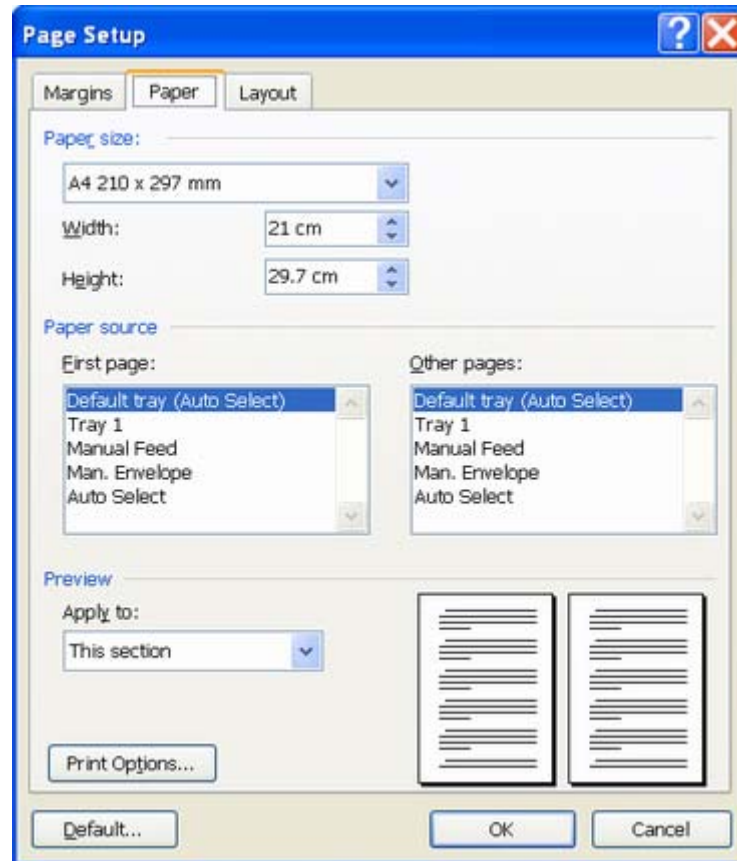 Page Setup
Margins Paper Layout
Paper size:
A4 210 x 297 mm
Width: 21 cm
Height: 29.7 cm
Paper source
First page: Other pages:
Default tray (Auto Select) Default tray (Auto Select)
Tray 1 Tray 1
Manual Feed Manual Feed
Man. Envelope Man. Envelope
Auto Select Auto Select
Preview
Apply to:
This section
Print Options...
Default... OK Cancel